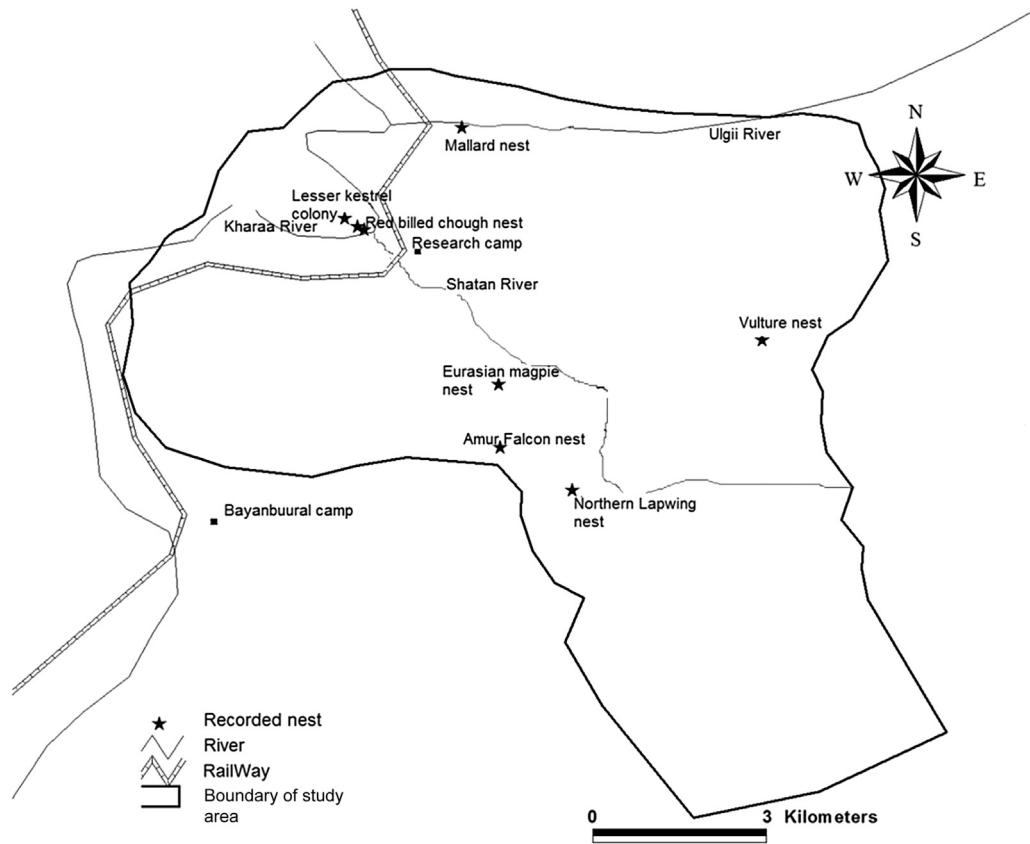 N
Ulgii River
Mallard nest
W
E
S
Lesser kestrel
colony
Kharaa River
Red billed chough nest
Research camp
Shatan River
Vulture nest
Eurasian magpie
nest
Amur Falcon nest
Northern Lapwing
nest
Bayanbuural camp
Recorded nest
River
RailWay
Boundary of study
area
0 3 Kilometers